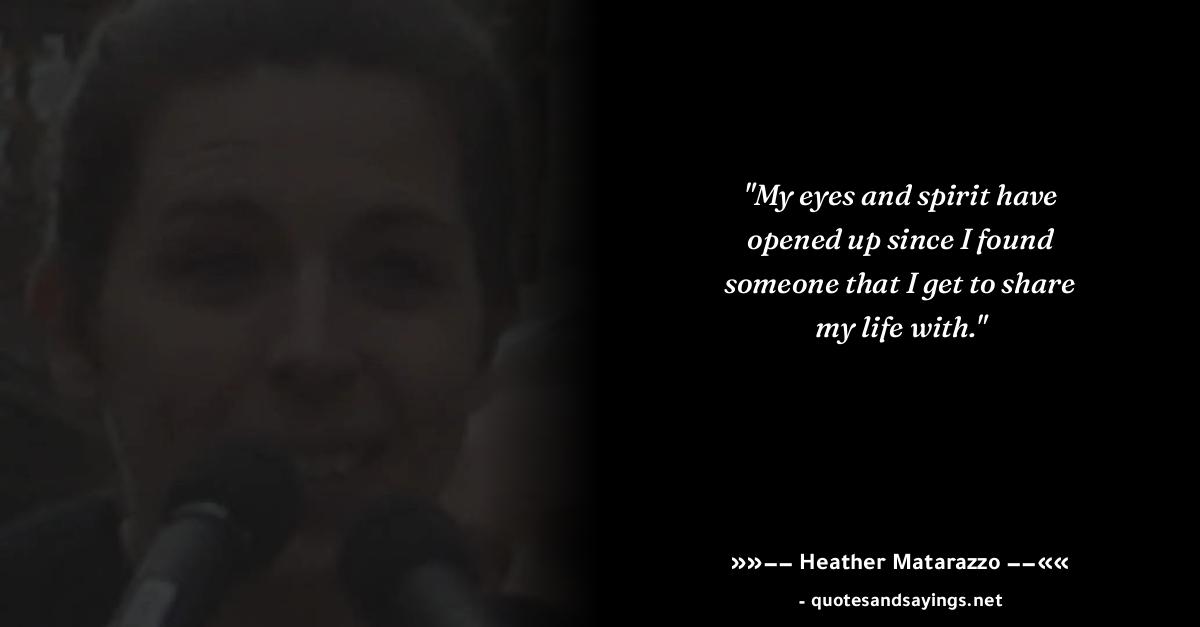 "My eyes and spirit have
opened up since I found
someone that I get to share
my life with."
»»−− Heather Matarazzo −−««
- quotesandsayings.net